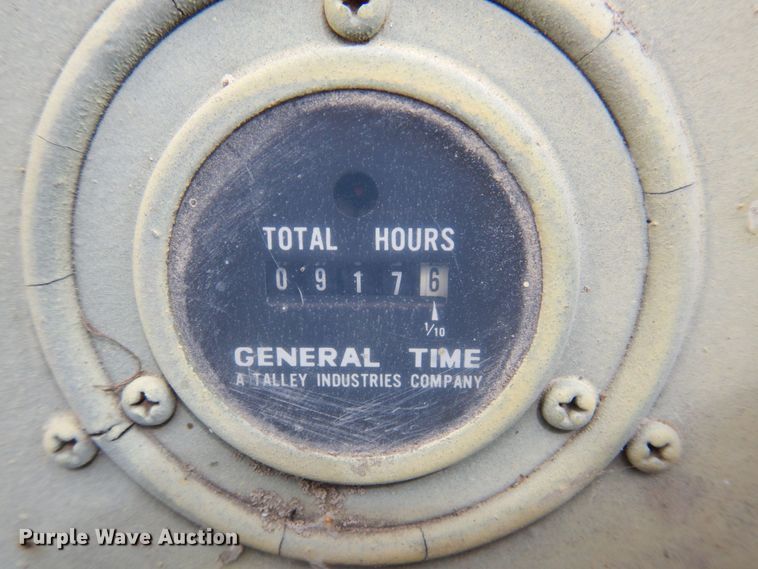 TOTAL HOURS
0 9 1 7 6
1/10
GENERAL TIME
A TALLEY INDUSTRIES COMPANY
Purple Wave Auction